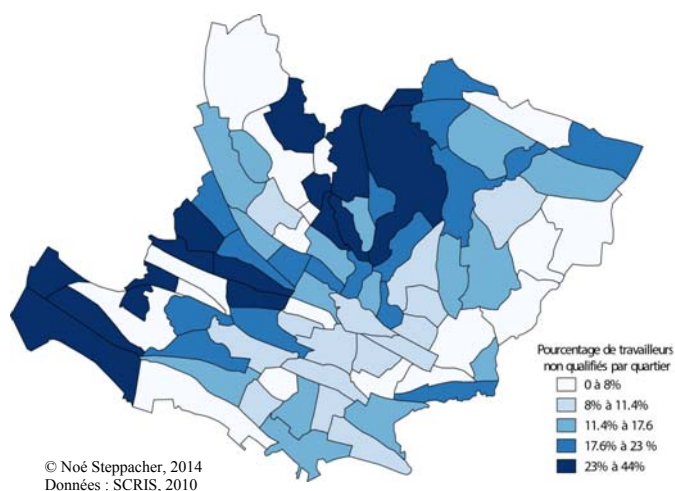 Pourcentage de travailleurs
non qualifiés par quartier
0 à 8%
8% à 11.4%
11.4% à 17.6
17.6% à 23 %
23% à 44%
© Noé Steppacher, 2014
Données : SCRIS, 2010